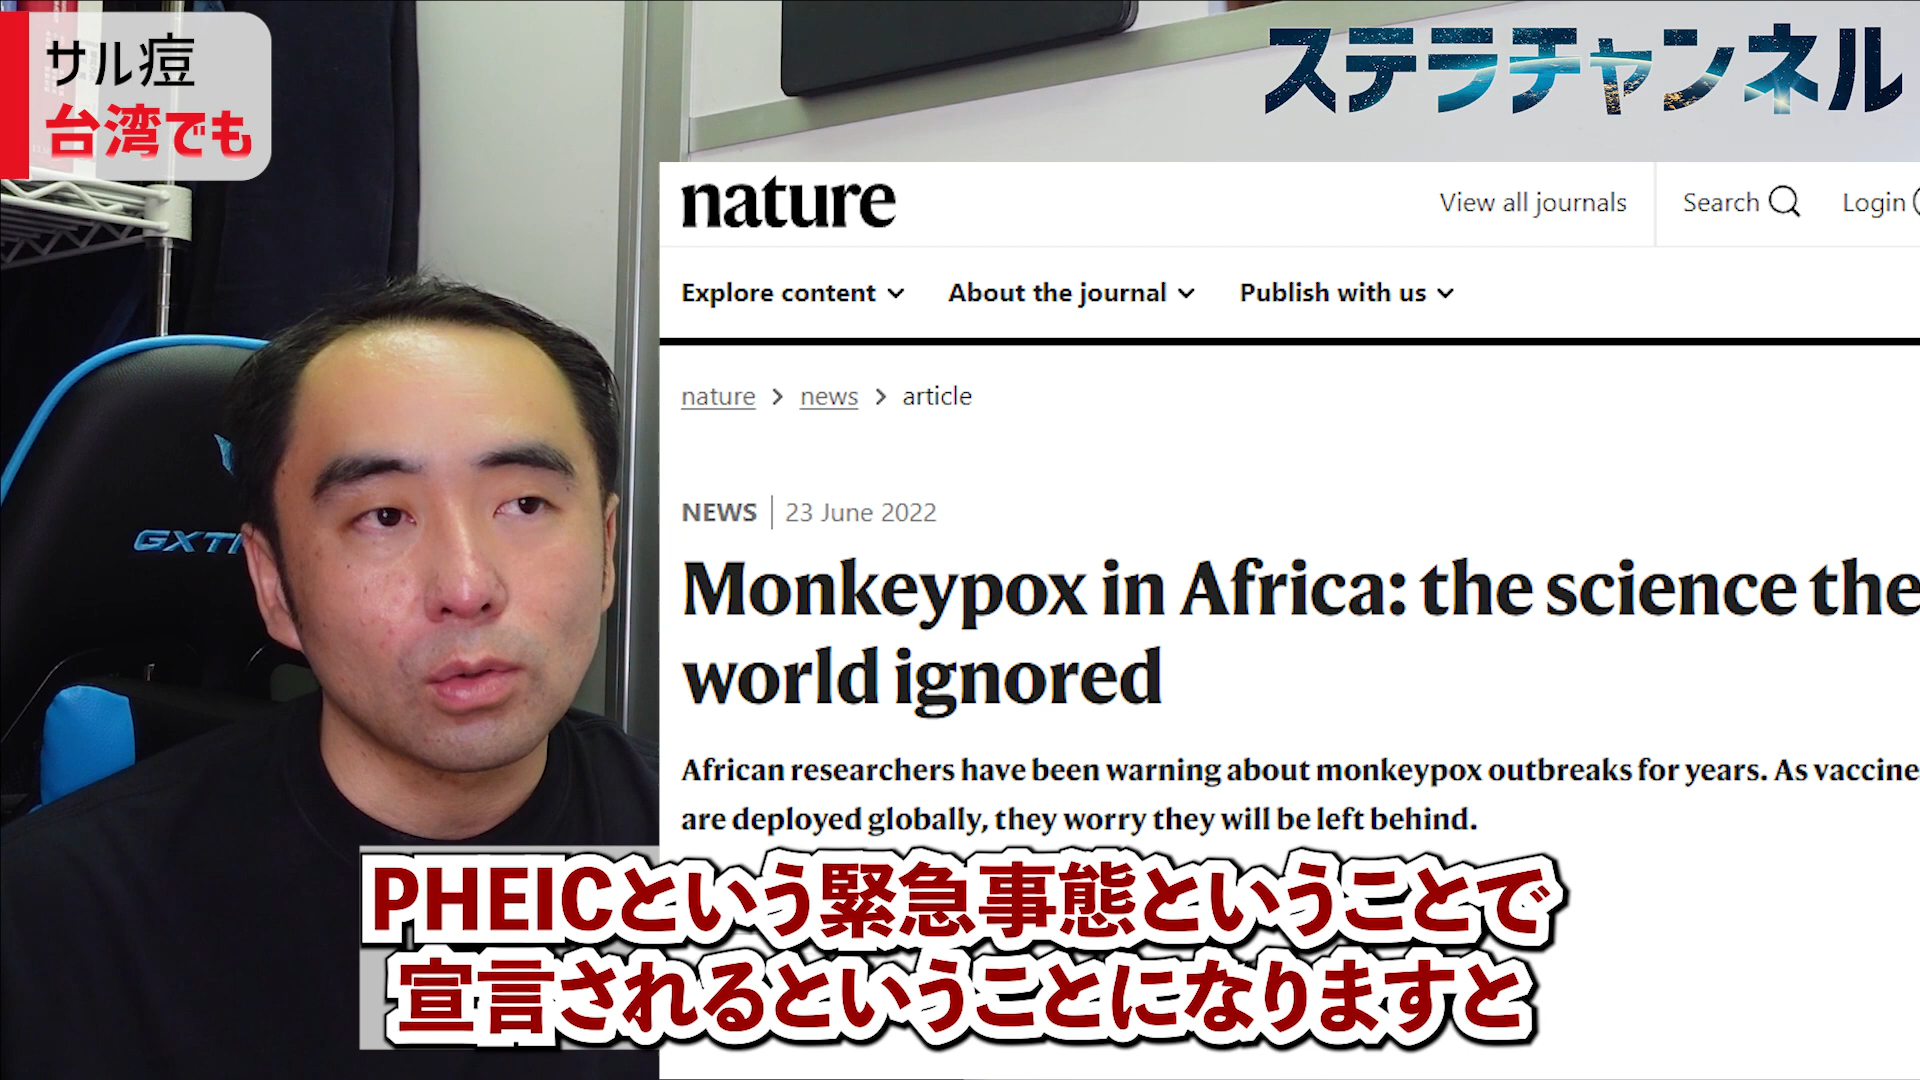 サル痘
台湾でも
ステラチャンネル
nature
View all journals
Search
Login
Explore content
About the journal
Publish with us
nature > news > article
NEWS | 23 June 2022
Monkeypox in Africa: the science the
world ignored
African researchers have been warning about monkeypox outbreaks for years. As vaccine
are deployed globally, they worry they will be left behind.
PHEICという緊急事態ということで
宣言されるということになりますと